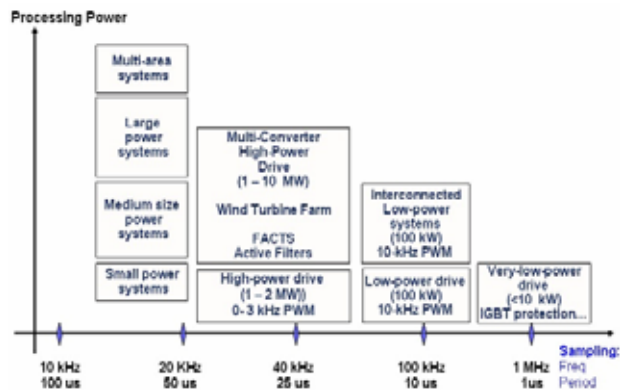 Processing Power
Multi-area
systems
Large
power
systems
Medium size
power
systems
Small power
systems
Multi-Converter
High-Power
Drive
(1 – 10 MW)
Wind Turbine Farm
FACTS
Active Filters
High-power drive
(1 – 2 MW))
0-3 kHz PWM
Interconnected
Low-power
systems
(100 kW)
10-kHz PWM
Low-power drive
(100 kW)
10-kHz PWM
Very-low-power
drive
(<10 kW)
IGBT protection...
Sampling:
10 kHz 20 KHz 40 kHz 100 kHz 1 MHz Freq
100 us 50 us 25 us 10 us 1us Period